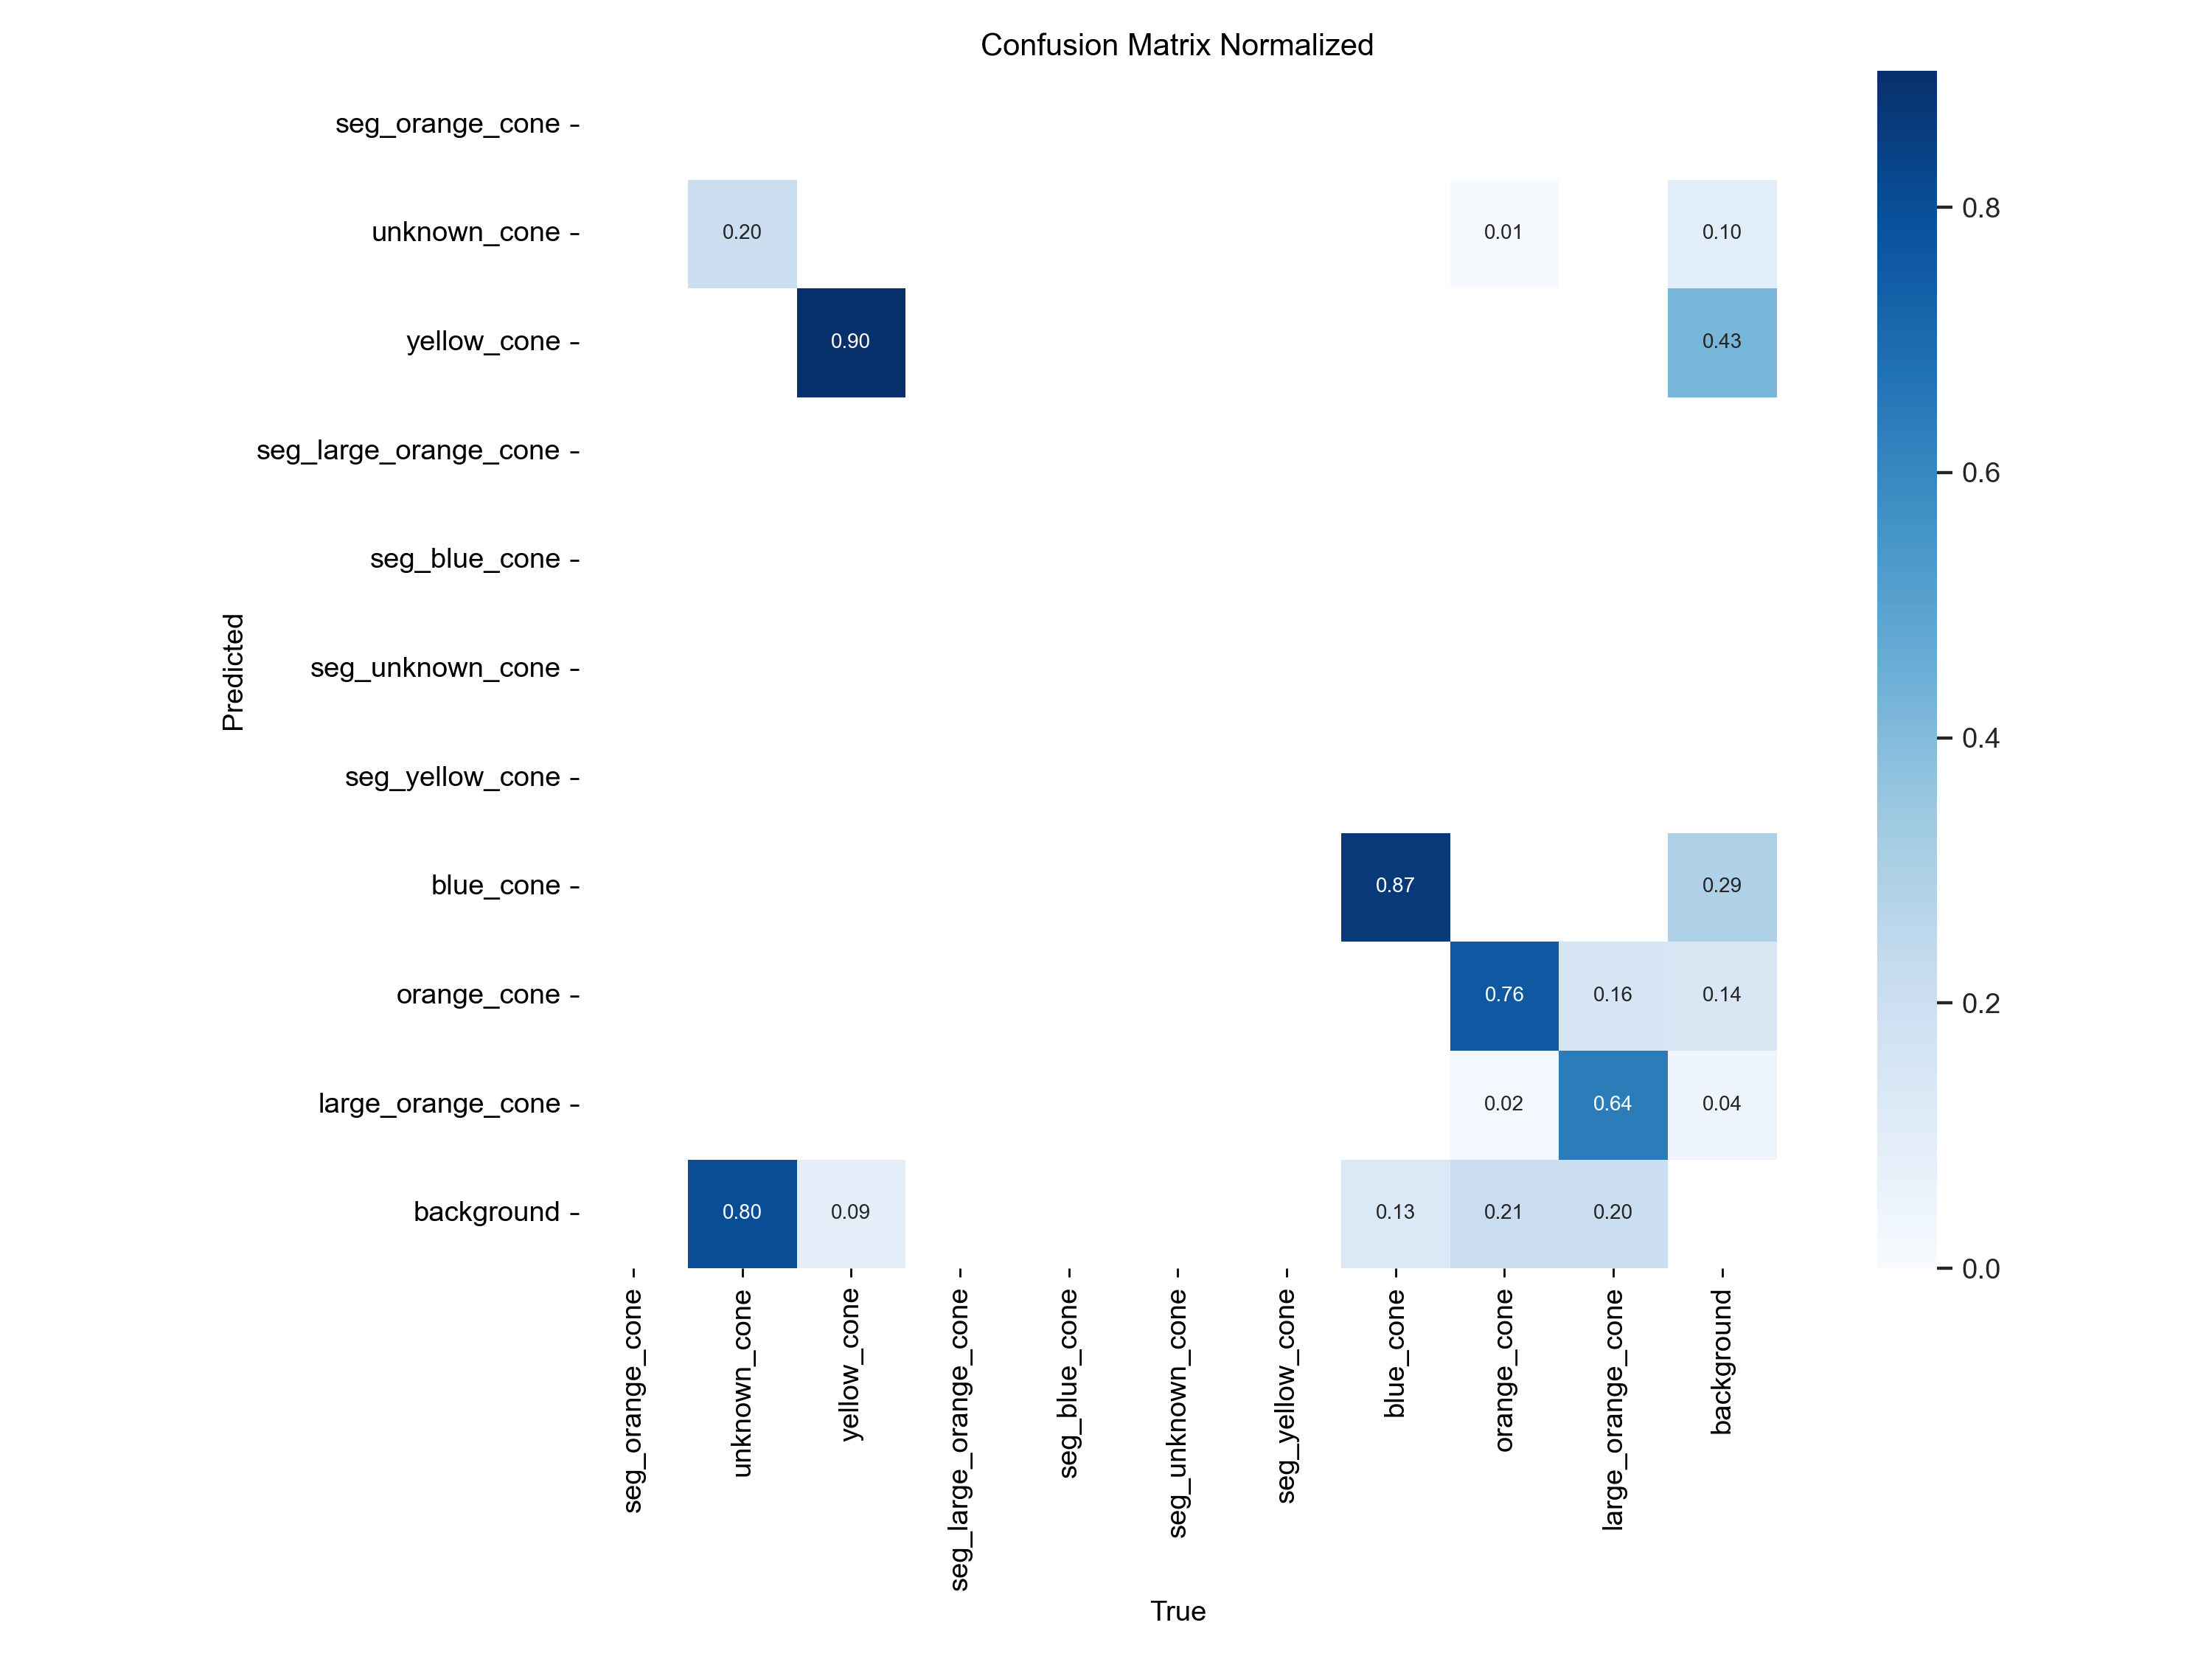 Confusion Matrix Normalized
seg_orange_cone
unknown_cone
0.20
0.01
0.10
yellow_cone
0.90
0.43
seg_large_orange_cone
seg_blue_cone
seg_unknown_cone
seg_yellow_cone
blue_cone
0.87
0.29
orange_cone
0.76
0.16
0.14
large_orange_cone
0.02
0.64
0.04
background
0.80
0.09
0.13
0.21
0.20
Predicted
seg_orange_cone
unknown_cone
yellow_cone
seg_large_orange_cone
seg_blue_cone
seg_unknown_cone
seg_yellow_cone
blue_cone
orange_cone
large_orange_cone
background
True
0.8
0.6
0.4
0.2
0.0